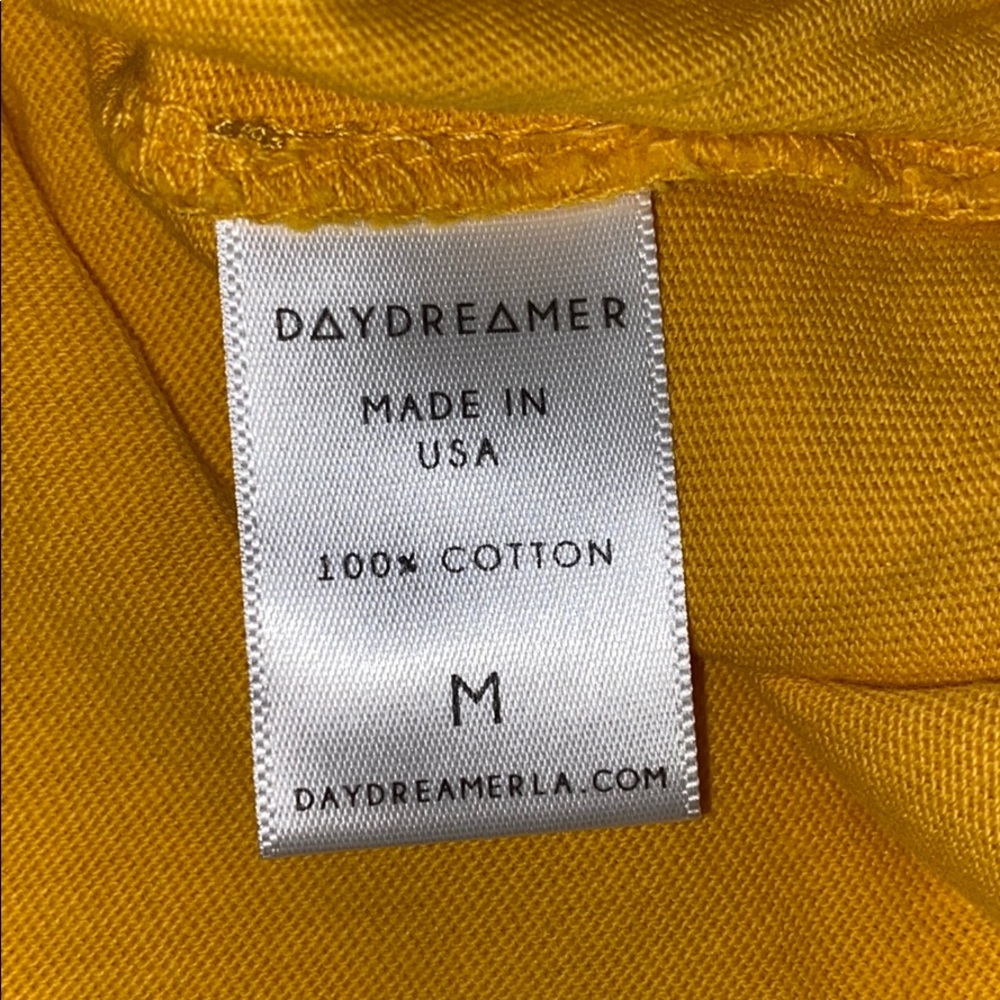 DAYDREAMER
MADE IN
USA
100% COTTON
M
DAYDREAMERLA.COM